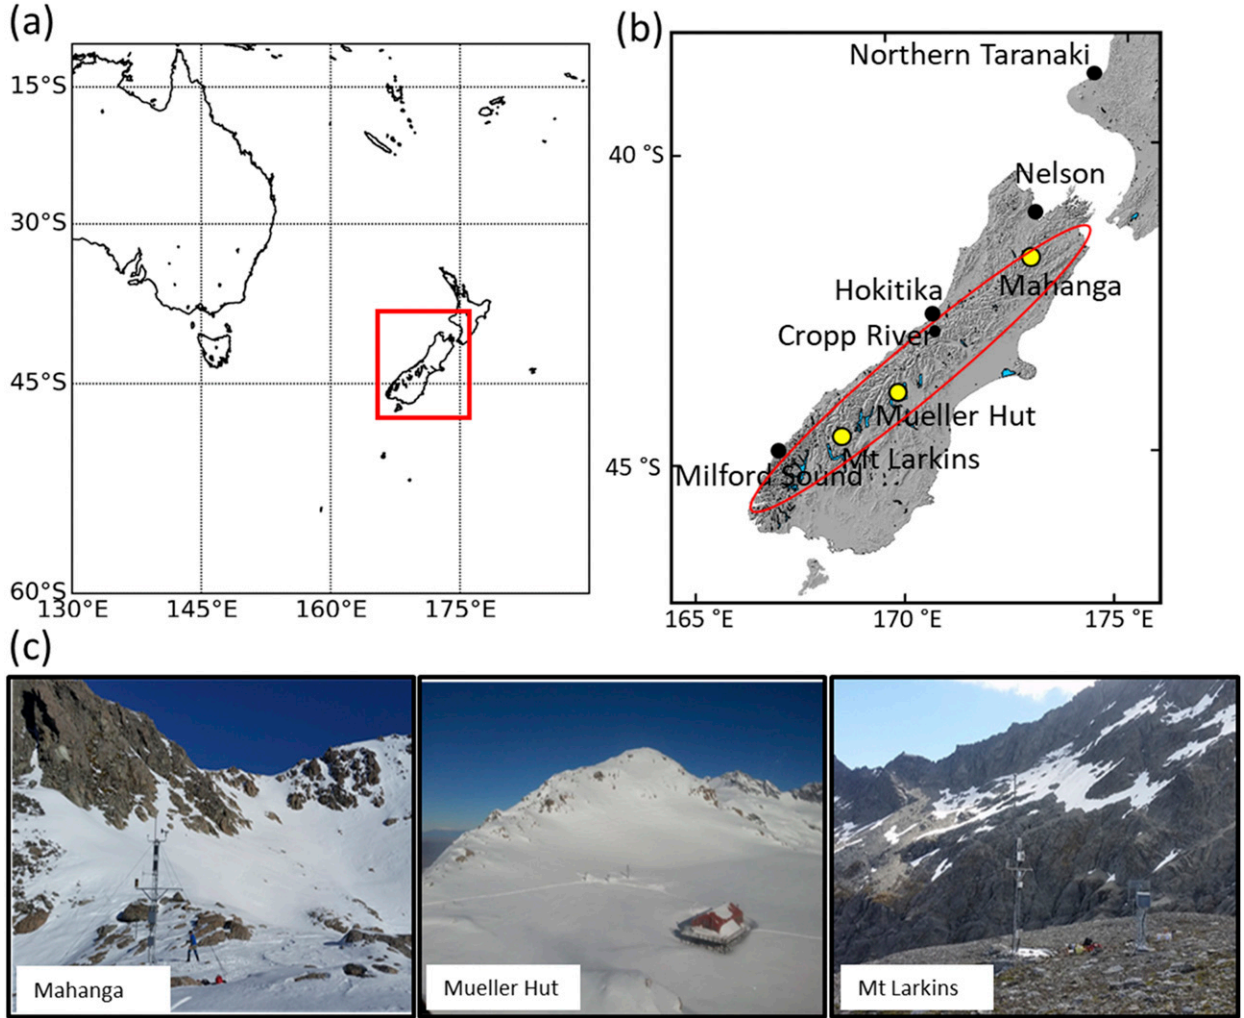 (a)
15°S
30°S
45°S
60°S
130°E 145°E 160°E 175°E
(b)
Northern Taranaki
40 °S
Nelson
Mahanga
Hokitika
Cropp River
Mueller Hut
45 °S
Mt Larkins
Milford Sound
165 °E 170 °E 175 °E
(c)
Mahanga
Mueller Hut
Mt Larkins